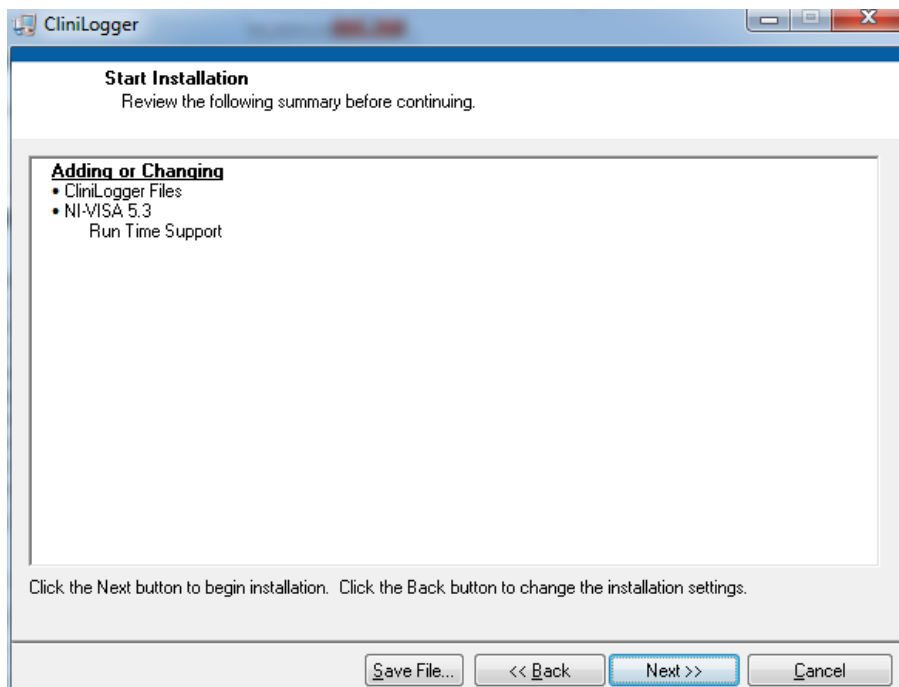 CliniLogger
Start Installation
Review the following summary before continuing.
Adding or Changing
• CliniLogger Files
• NI-VISA 5.3
Run Time Support
Click the Next button to begin installation.  Click the Back button to change the installation settings.
Save File...
<< Back
Next >>
Cancel